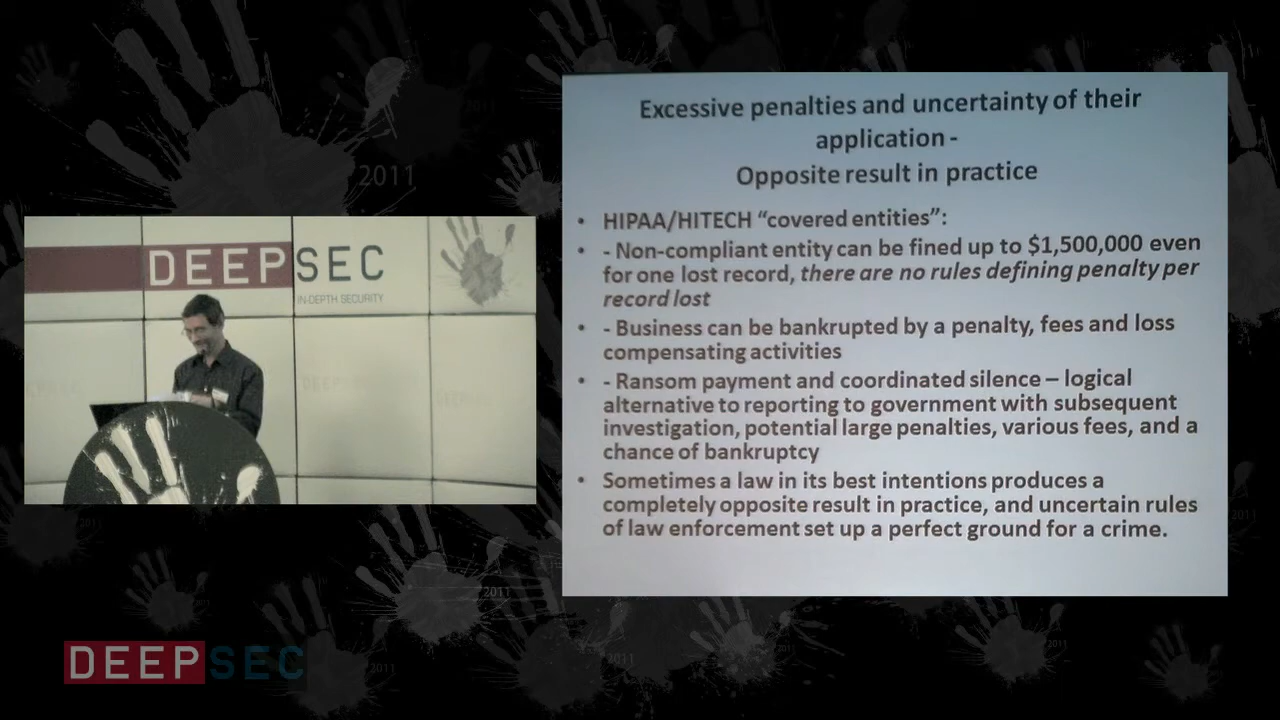 2011
DEEPSEC
IN-DEPTH SECURITY
Excessive penalties and uncertainty of their
application -
Opposite result in practice
• HIPAA/HITECH “covered entities”:
• - Non-compliant entity can be fined up to $1,500,000 even
for one lost record, there are no rules defining penalty per
record lost
• - Business can be bankrupted by a penalty, fees and loss
compensating activities
• - Ransom payment and coordinated silence – logical
alternative to reporting to government with subsequent
investigation, potential large penalties, various fees, and a
chance of bankruptcy
• Sometimes a law in its best intentions produces a
completely opposite result in practice, and uncertain rules
of law enforcement set up a perfect ground for a crime.
2011
2011
2011
2011
DEEPSEC